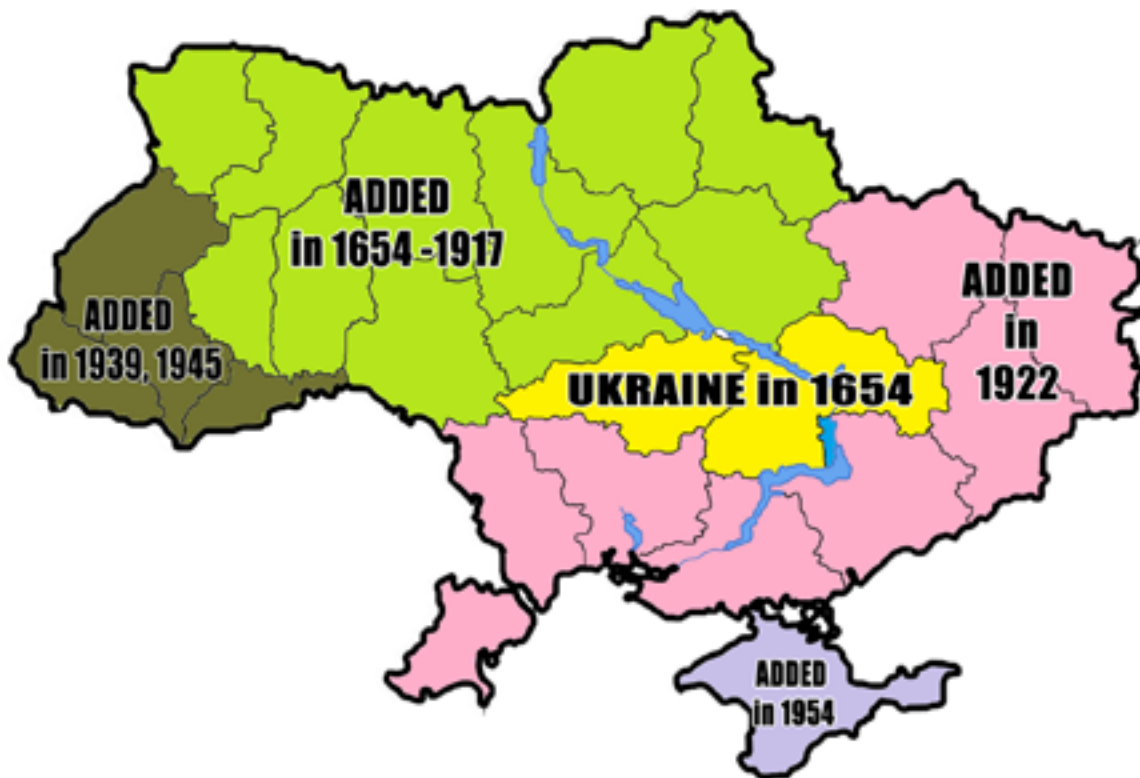 ADDED
in 1654 -1917
ADDED
in 1939, 1945
ADDED
in
1922
UKRAINE in 1654
ADDED
in 1954